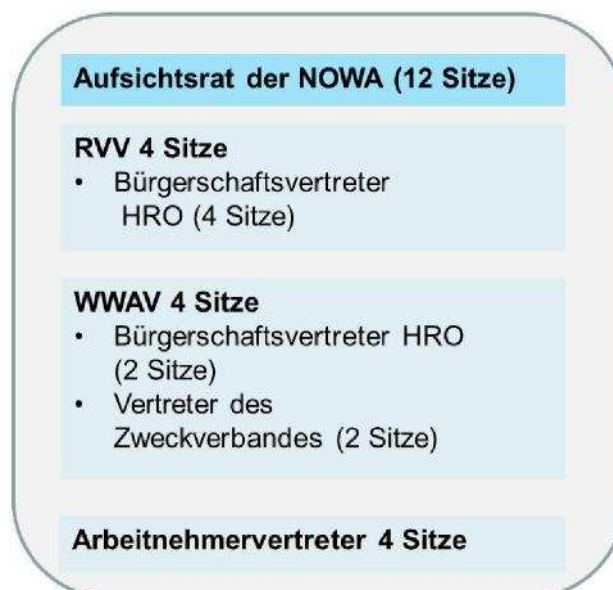 Aufsichtsrat der NOWA (12 Sitze)
RVV 4 Sitze
• Bürgerschaftsvertreter
HRO (4 Sitze)
WWAV 4 Sitze
• Bürgerschaftsvertreter HRO
(2 Sitze)
• Vertreter des
Zweckverbandes (2 Sitze)
Arbeitnehmervertreter 4 Sitze